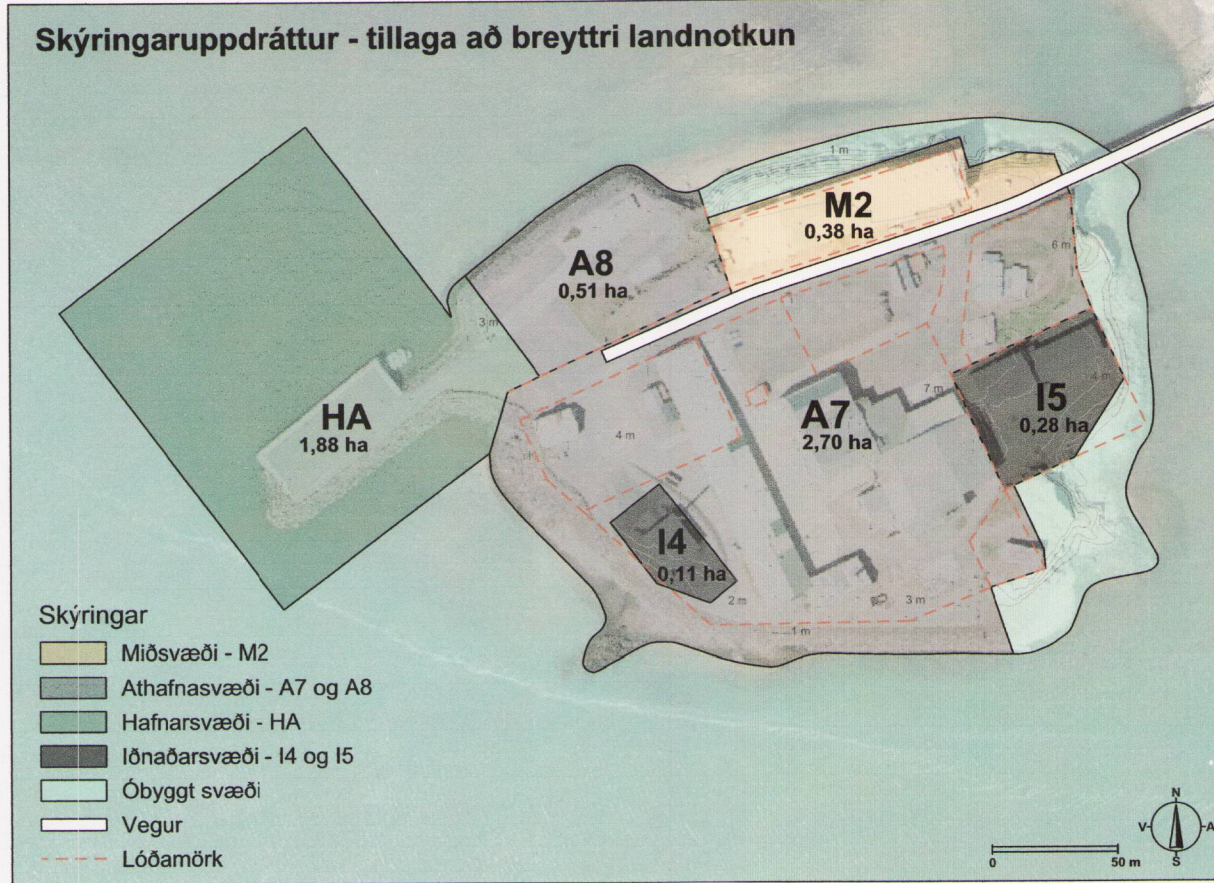 Skýringaruppdráttur - tillaga að breyttri landnotkun
1 m
M2
0,38 ha
A8
0,51 ha
6 m
3 m
HA
1,88 ha
4 m
A7
2,70 ha
7 m
4 m
I5
0,28 ha
I4
0,11 ha
2 m
3 m
1 m
Skýringar
Miðsvæði - M2
Athafnasvæði - A7 og A8
Hafnarsvæði - HA
Iðnaðarsvæði - I4 og I5
Óbyggt svæði
Vegur
Lóðamörk
N
V
A
S
0 50 m